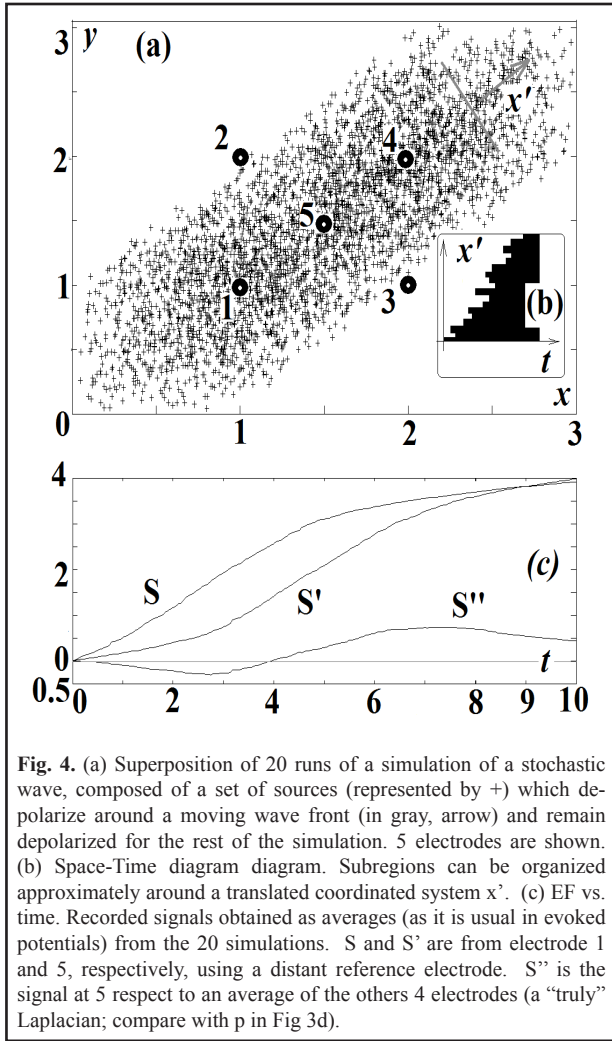 3
y
(a)
x'
2
4
2
5
x'
(b)
1
1
3
t
0
x
0
1
2
3
4
(c)
S
S'
2
S''
0
t
0.5
0
2
4
6
8
9
10
Fig. 4. (a) Superposition of 20 runs of a simulation of a stochastic
wave, composed of a set of sources (represented by +) which de-
polarize around a moving wave front (in gray, arrow) and remain
depolarized for the rest of the simulation. 5 electrodes are shown.
(b) Space-Time diagram diagram. Subregions can be organized
approximately around a translated coordinated system x’. (c) EF vs.
time. Recorded signals obtained as averages (as it is usual in evoked
potentials) from the 20 simulations. S and S’ are from electrode 1
and 5, respectively, using a distant reference electrode. S’’ is the
signal at 5 respect to an average of the others 4 electrodes (a “truly”
Laplacian; compare with p in Fig 3d).